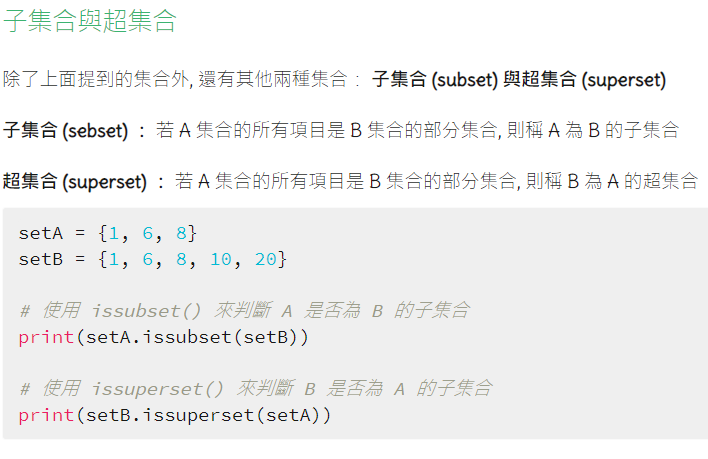 子集合與超集合
除了上面提到的集合外, 還有其他兩種集合： 子集合 (subset) 與超集合 (superset)
子集合 (sebset) ： 若 A 集合的所有項目是 B 集合的部分集合, 則稱 A 為 B 的子集合
超集合 (superset) ： 若 A 集合的所有項目是 B 集合的部分集合, 則稱 B 為 A 的超集合
setA = {1, 6, 8}
setB = {1, 6, 8, 10, 20}
# 使用 issubset() 來判斷 A 是否為 B 的子集合
print(setA.issubset(setB))
# 使用 issuperset() 來判斷 B 是否為 A 的子集合
print(setB.issuperset(setA))